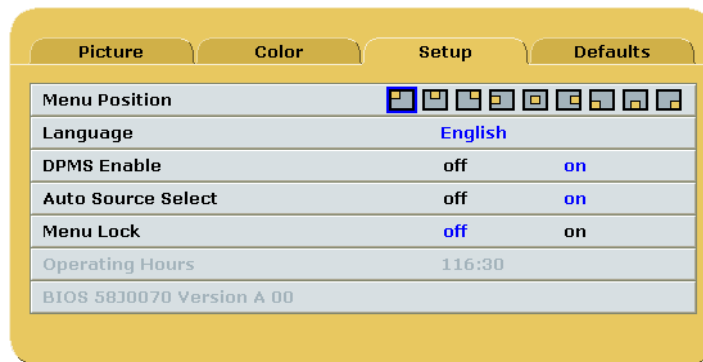 Picture Color Setup Defaults
Menu Position
Language English
DPMS Enable off on
Auto Source Select off on
Menu Lock off on
Operating Hours 116:30
BIOS 58J0070 Version A 00